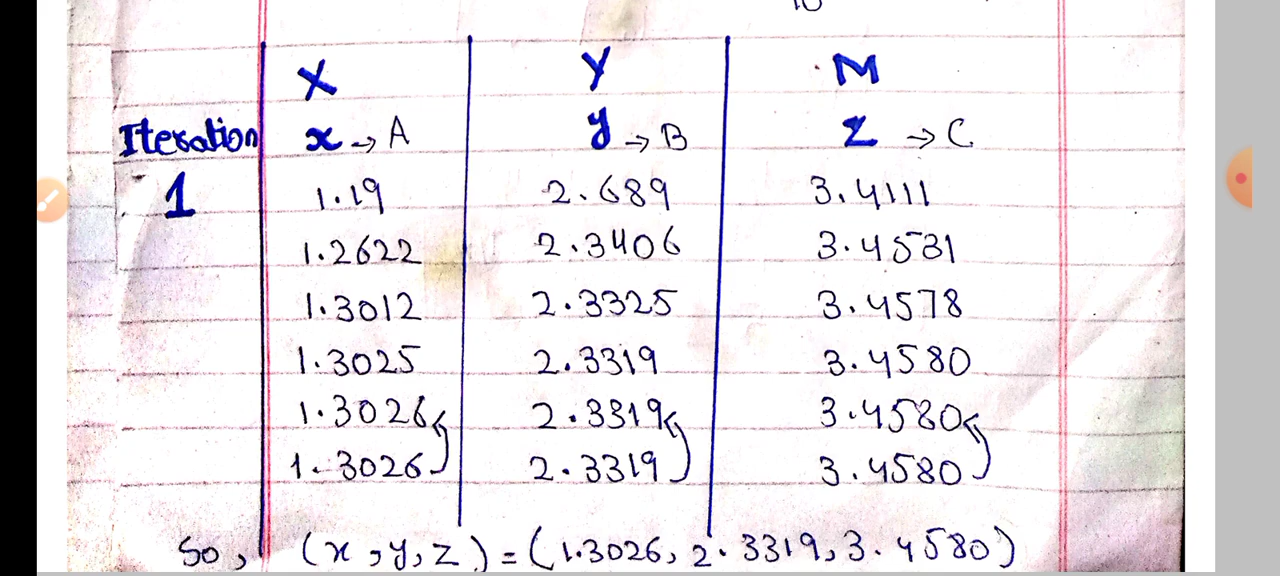 X Y M
Iteration x → A y → B z → C
1 1.19 2.689 3.4111
1.2622 2.3406 3.4531
1.3012 2.3325 3.4578
1.3025 2.3319 3.4580
1.3026 2.3319 3.4580
1.3026 2.3319 3.4580
So, (x, y, z) = (1.3026, 2.3319, 3.4580)